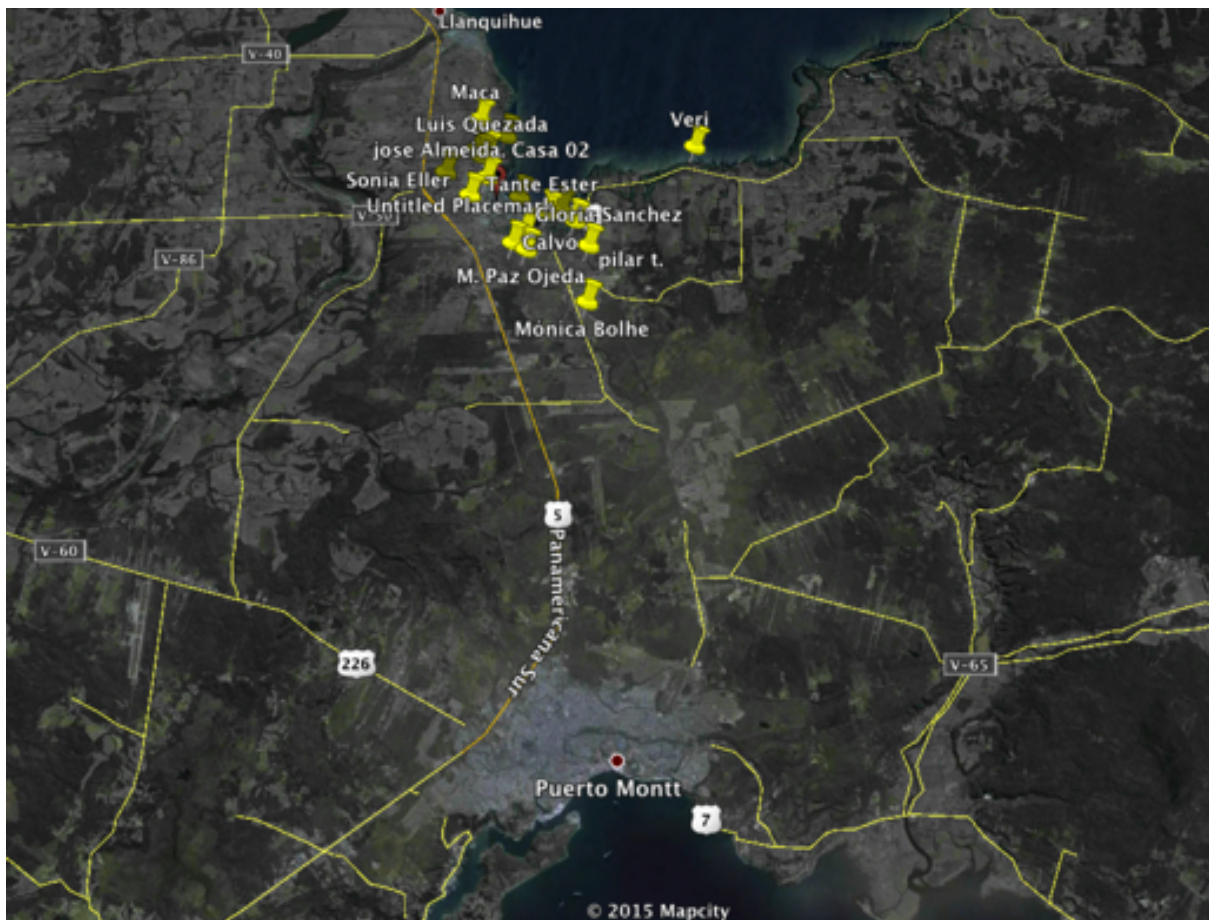 Llanquihue
V-40
Maca
Veri
Luis Quezada
jose Almeida, Casa 02
Sonia Eller
Tante Ester
Untitled Placemark
V-50
Gloria Sanchez
Calvo
V-86
pilar t.
M. Paz Ojeda
Mónica Bolhe
5
Panamericana Sur
V-60
226
V-65
Puerto Montt
7
© 2015 Mapcity